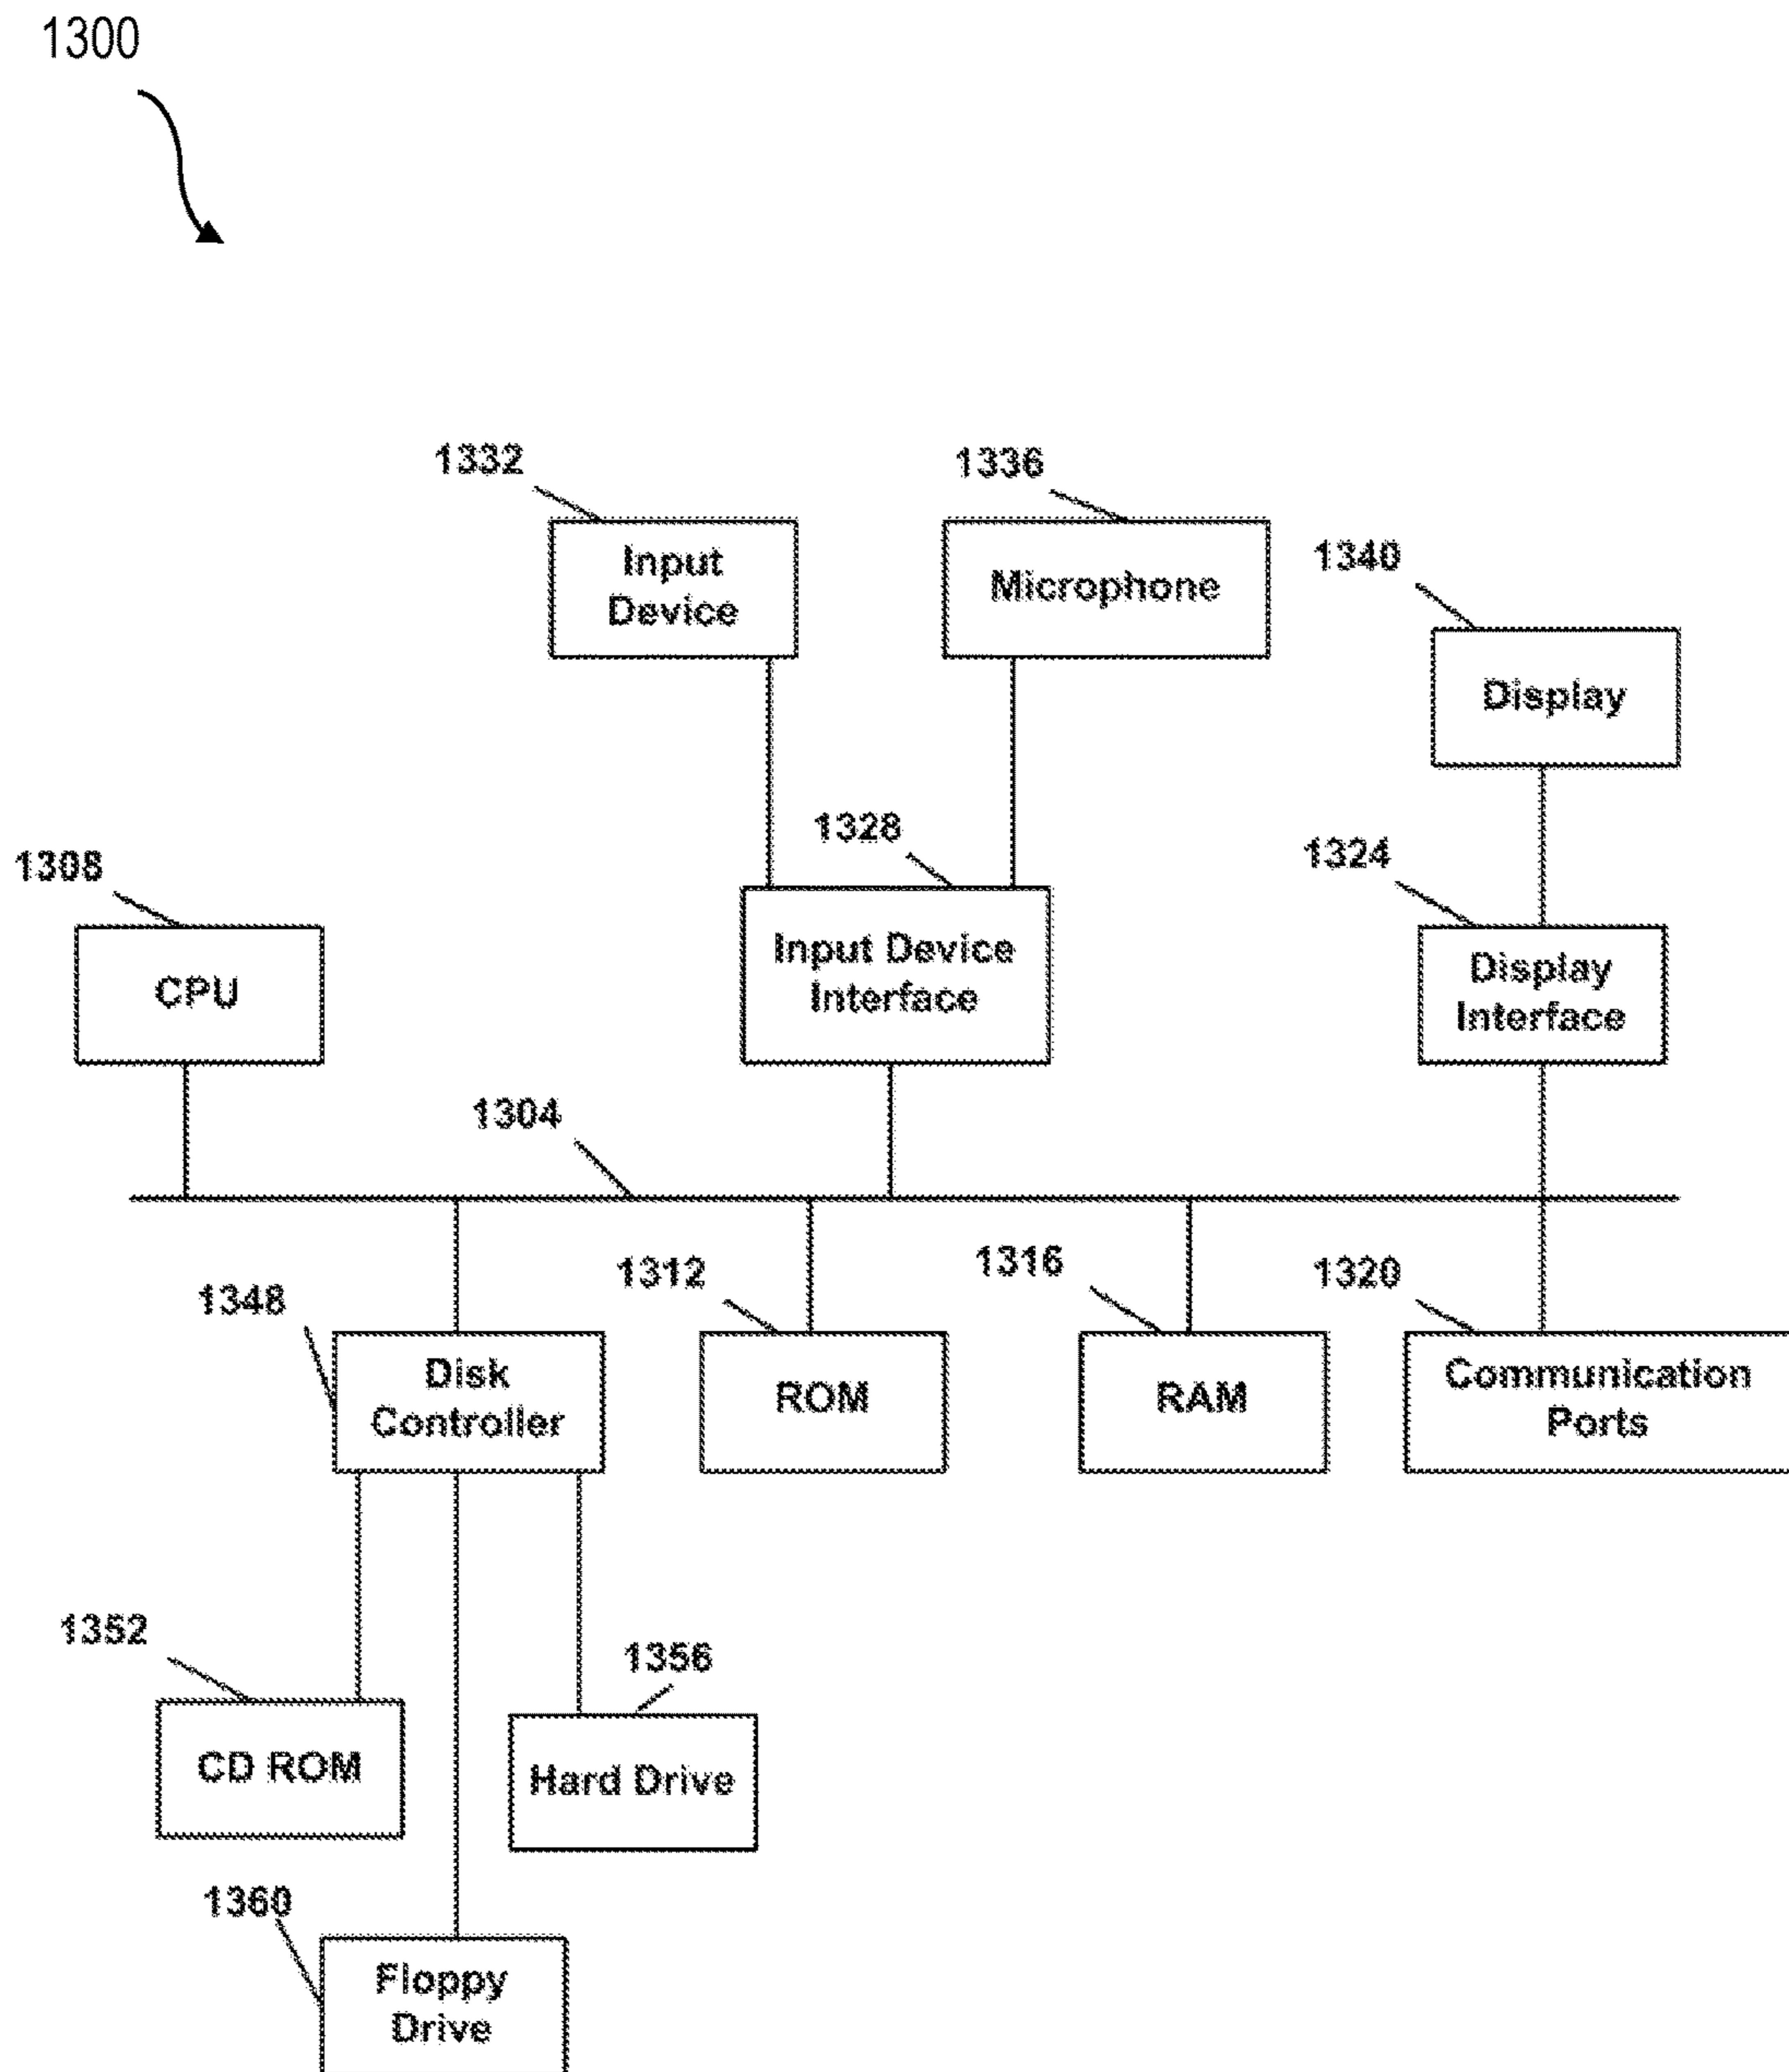 1300
1332
1336
Input
Device
Microphone
1340
Display
1328
1324
1308
CPU
Input Device
Interface
Display
Interface
1304
1348
1312
1316
1320
Disk
Controller
ROM
RAM
Communication
Ports
1352
1356
CD ROM
Hard Drive
1360
Floppy
Drive